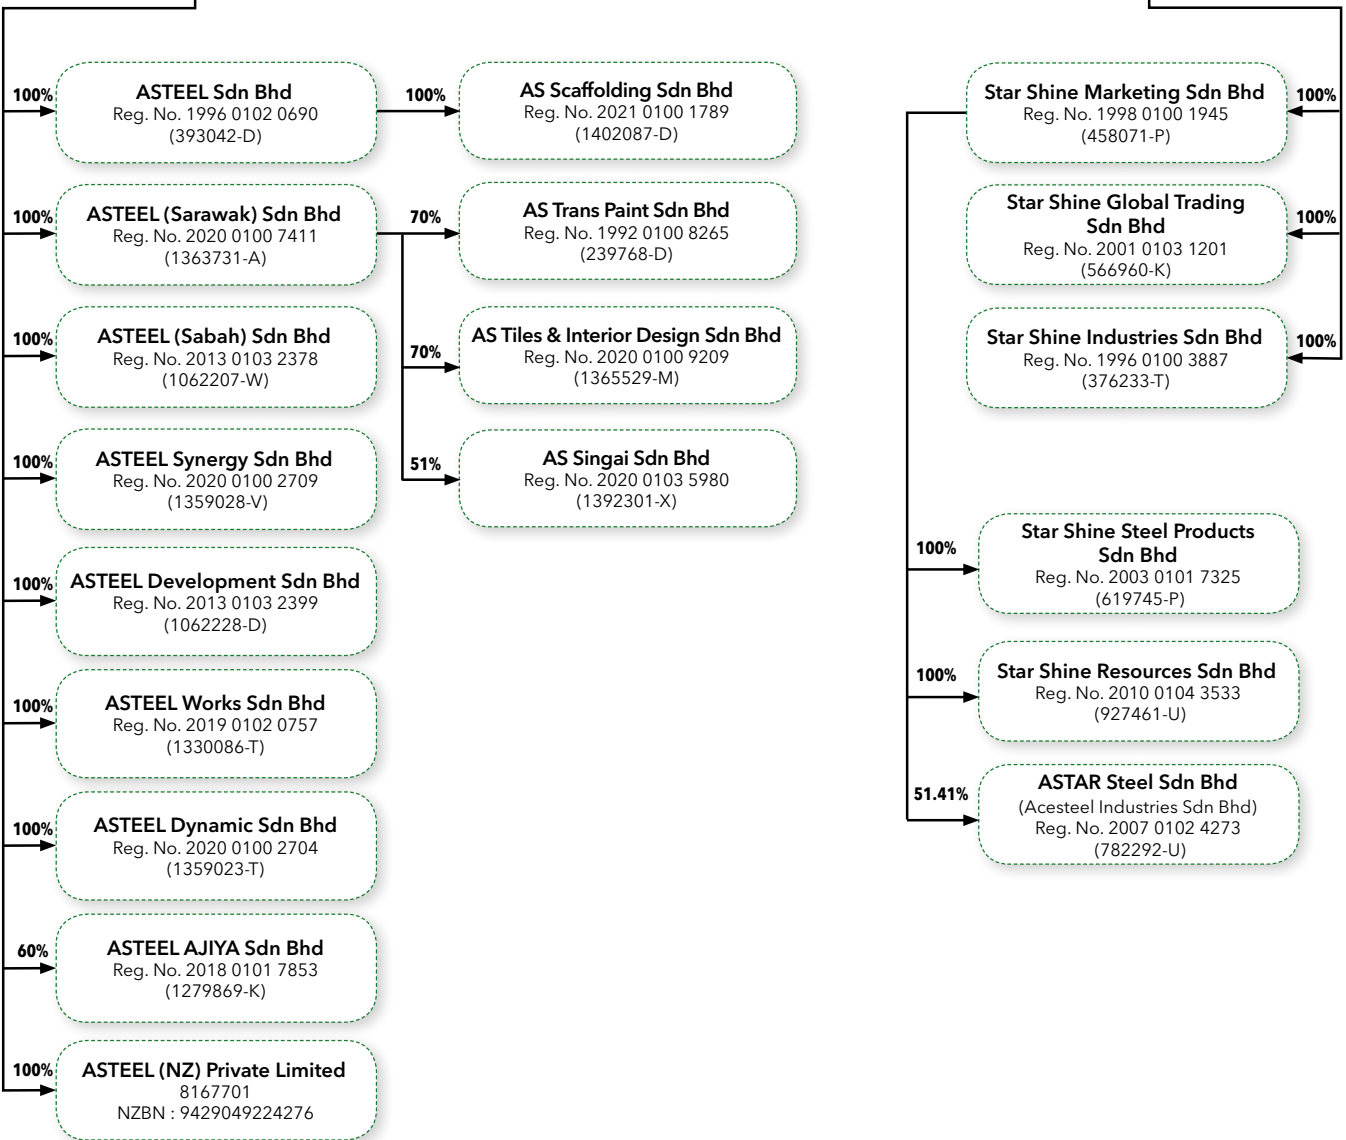 100%
ASTEEL Sdn Bhd
Reg. No. 1996 0102 0690
(393042-D)
100%
AS Scaffolding Sdn Bhd
Reg. No. 2021 0100 1789
(1402087-D)
100%
ASTEEL (Sarawak) Sdn Bhd
Reg. No. 2020 0100 7411
(1363731-A)
70%
AS Trans Paint Sdn Bhd
Reg. No. 1992 0100 8265
(239768-D)
100%
ASTEEL (Sabah) Sdn Bhd
Reg. No. 2013 0103 2378
(1062207-W)
70%
AS Tiles & Interior Design Sdn Bhd
Reg. No. 2020 0100 9209
(1365529-M)
100%
ASTEEL Synergy Sdn Bhd
Reg. No. 2020 0100 2709
(1359028-V)
51%
AS Singai Sdn Bhd
Reg. No. 2020 0103 5980
(1392301-X)
100%
ASTEEL Development Sdn Bhd
Reg. No. 2013 0103 2399
(1062228-D)
100%
ASTEEL Works Sdn Bhd
Reg. No. 2019 0102 0757
(1330086-T)
100%
ASTEEL Dynamic Sdn Bhd
Reg. No. 2020 0100 2704
(1359023-T)
60%
ASTEEL AJIYA Sdn Bhd
Reg. No. 2018 0101 7853
(1279869-K)
100%
ASTEEL (NZ) Private Limited
8167701
NZBN : 9429049224276
Star Shine Marketing Sdn Bhd
Reg. No. 1998 0100 1945
(458071-P)
100%
Star Shine Global Trading
Sdn Bhd
Reg. No. 2001 0103 1201
(566960-K)
100%
Star Shine Industries Sdn Bhd
Reg. No. 1996 0100 3887
(376233-T)
100%
100%
Star Shine Steel Products
Sdn Bhd
Reg. No. 2003 0101 7325
(619745-P)
100%
Star Shine Resources Sdn Bhd
Reg. No. 2010 0104 3533
(927461-U)
51.41%
ASTAR Steel Sdn Bhd
(Acesteel Industries Sdn Bhd)
Reg. No. 2007 0102 4273
(782292-U)